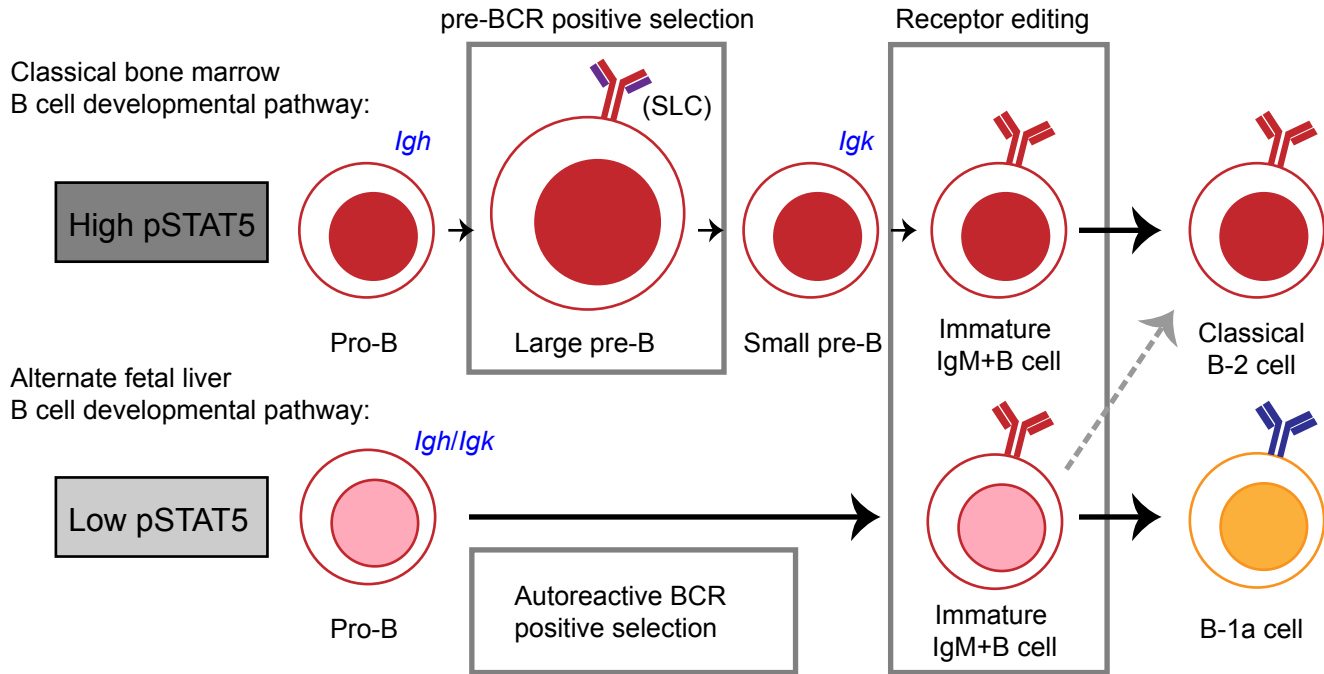 pre-BCR positive selection
Receptor editing
Classical bone marrow
B cell developmental pathway:
(SLC)
Igh
Igk
High pSTAT5
Pro-B
Large pre-B
Small pre-B
Immature
IgM+B cell
Classical
B-2 cell
Alternate fetal liver
B cell developmental pathway:
Igh/Igk
Low pSTAT5
Pro-B
Autoreactive BCR
positive selection
Immature
IgM+B cell
B-1a cell